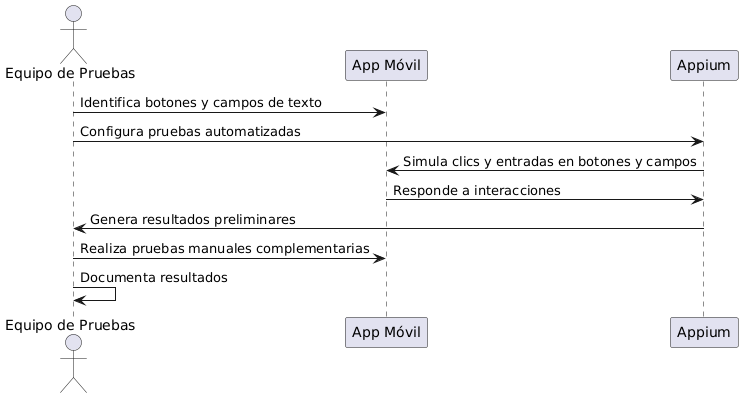 Equipo de Pruebas
App Móvil
Appium
Identifica botones y campos de texto
Configura pruebas automatizadas
Simula clics y entradas en botones y campos
Responde a interacciones
Genera resultados preliminares
Realiza pruebas manuales complementarias
Documenta resultados
Equipo de Pruebas
App Móvil
Appium